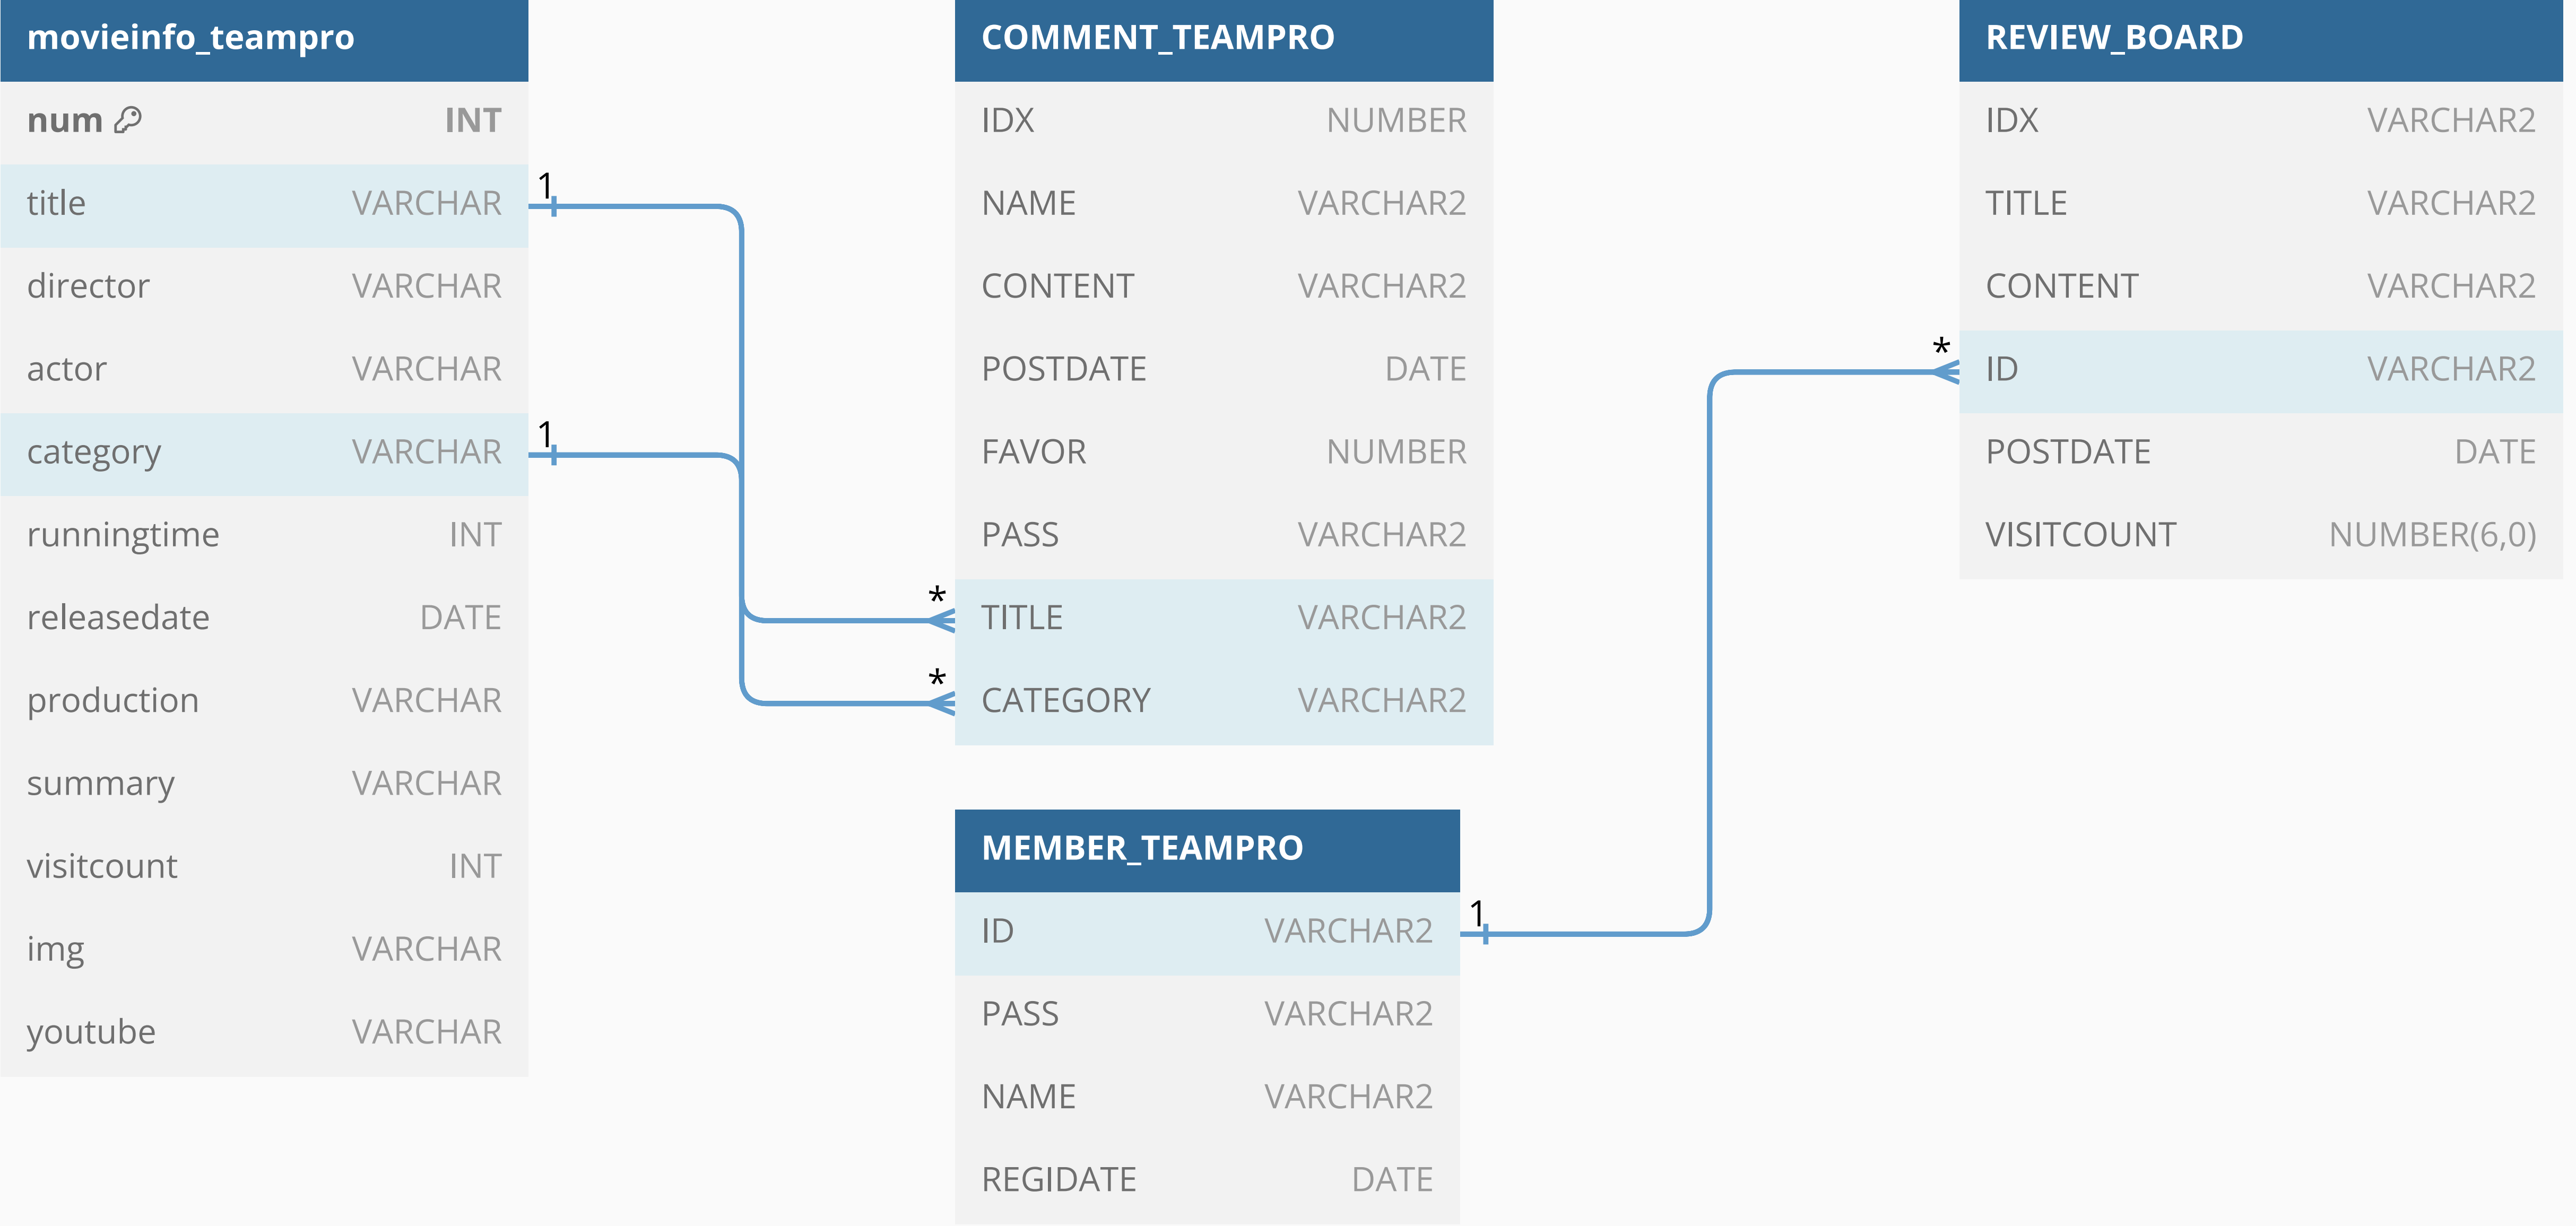 movieinfo_teampro
num INT
title VARCHAR
director VARCHAR
actor VARCHAR
category VARCHAR
runningtime INT
releasedate DATE
production VARCHAR
summary VARCHAR
visitcount INT
img VARCHAR
youtube VARCHAR
1
1
COMMENT_TEAMPRO
IDX NUMBER
NAME VARCHAR2
CONTENT VARCHAR2
POSTDATE DATE
FAVOR NUMBER
PASS VARCHAR2
* TITLE VARCHAR2
* CATEGORY VARCHAR2
MEMBER_TEAMPRO
ID VARCHAR2 1
PASS VARCHAR2
NAME VARCHAR2
REGIDATE DATE
REVIEW_BOARD
IDX VARCHAR2
TITLE VARCHAR2
CONTENT VARCHAR2
* ID VARCHAR2
POSTDATE DATE
VISITCOUNT NUMBER(6,0)